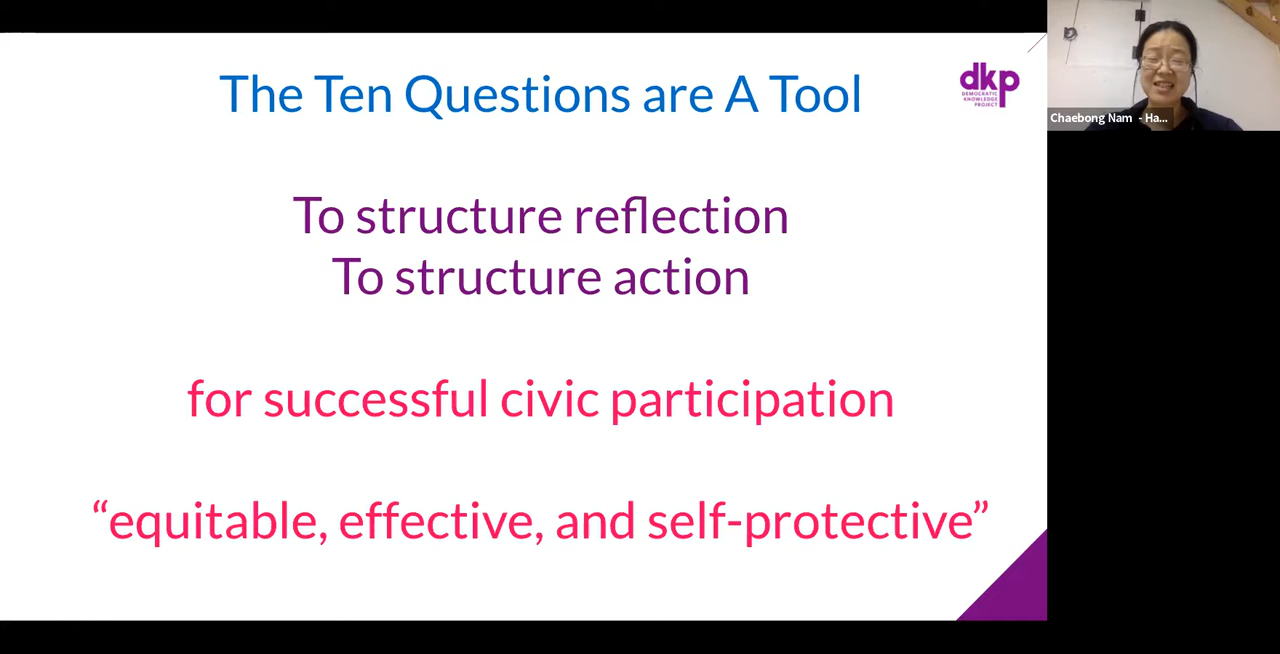 The Ten Questions are A Tool
dkp
DEMOCRATIC
KNOWLEDGE
PROJECT
Chaebong Nam - Ha...
To structure reflection
To structure action
for successful civic participation
“equitable, effective, and self-protective”